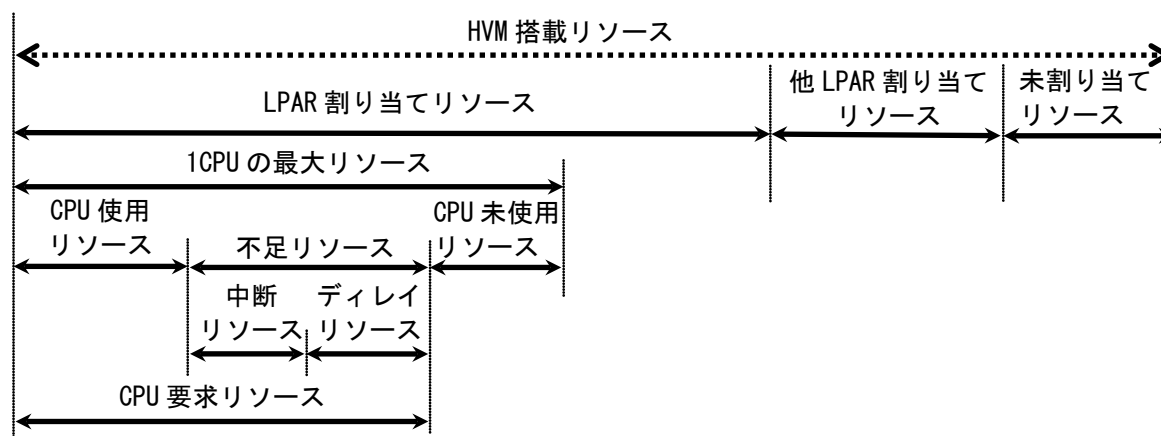 HVM 搭載リソース
LPAR 割り当てリソース
他 LPAR 割り当て
リソース
未割り当て
リソース
1CPU の最大リソース
CPU 使用
リソース
不足リソース
CPU 未使用
リソース
中断
リソース
ディレイ
リソース
CPU 要求リソース